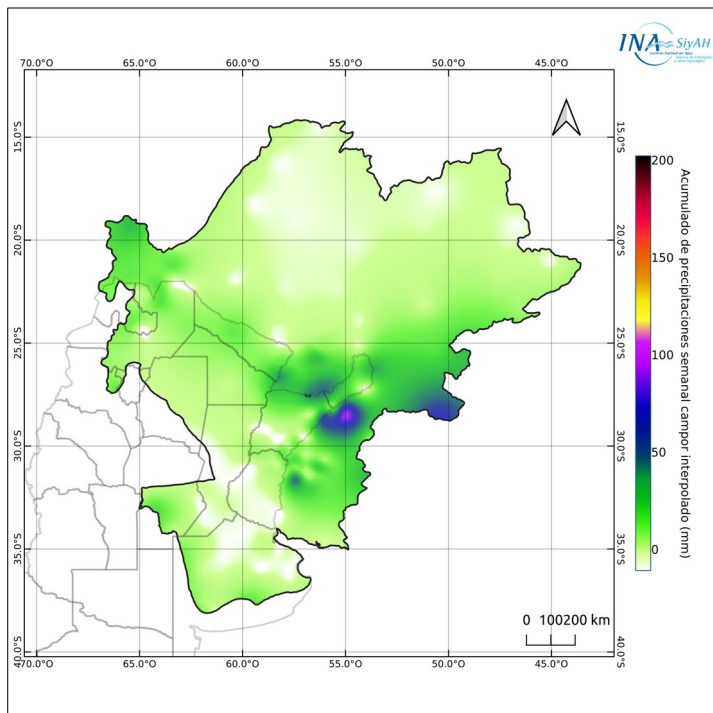 INA SiyAH
70.0°O 65.0°O 60.0°O 55.0°O 50.0°O 45.0°O
15.0°S 15.0°S
20.0°S 20.0°S
25.0°S 25.0°S
30.0°S 30.0°S
35.0°S 35.0°S
40.0°S 40.0°S
200
150
100
50
0
Acumulado de precipitaciones semanal campor interpolado (mm)
0 100200 km
70.0°O 65.0°O 60.0°O 55.0°O 50.0°O 45.0°O